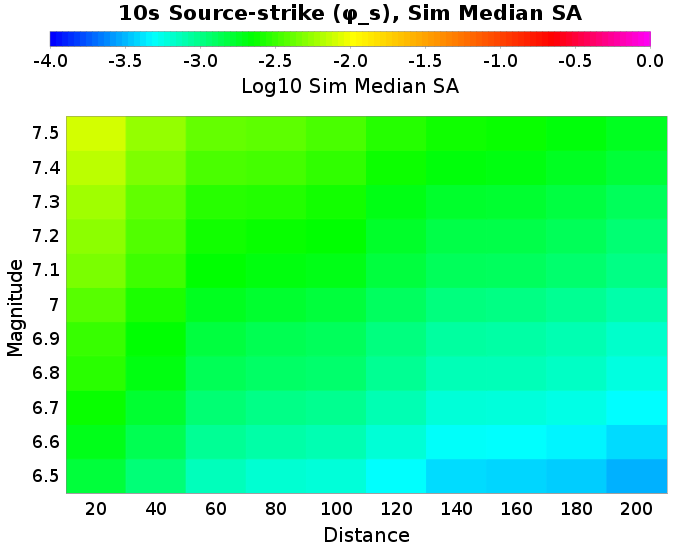 10s Source-strike (φ_s), Sim Median SA
-4.0 -3.5 -3.0 -2.5 -2.0 -1.5 -1.0 -0.5 0.0
Log10 Sim Median SA
Magnitude
7.5
7.4
7.3
7.2
7.1
7
6.9
6.8
6.7
6.6
6.5
20 40 60 80 100 120 140 160 180 200
Distance